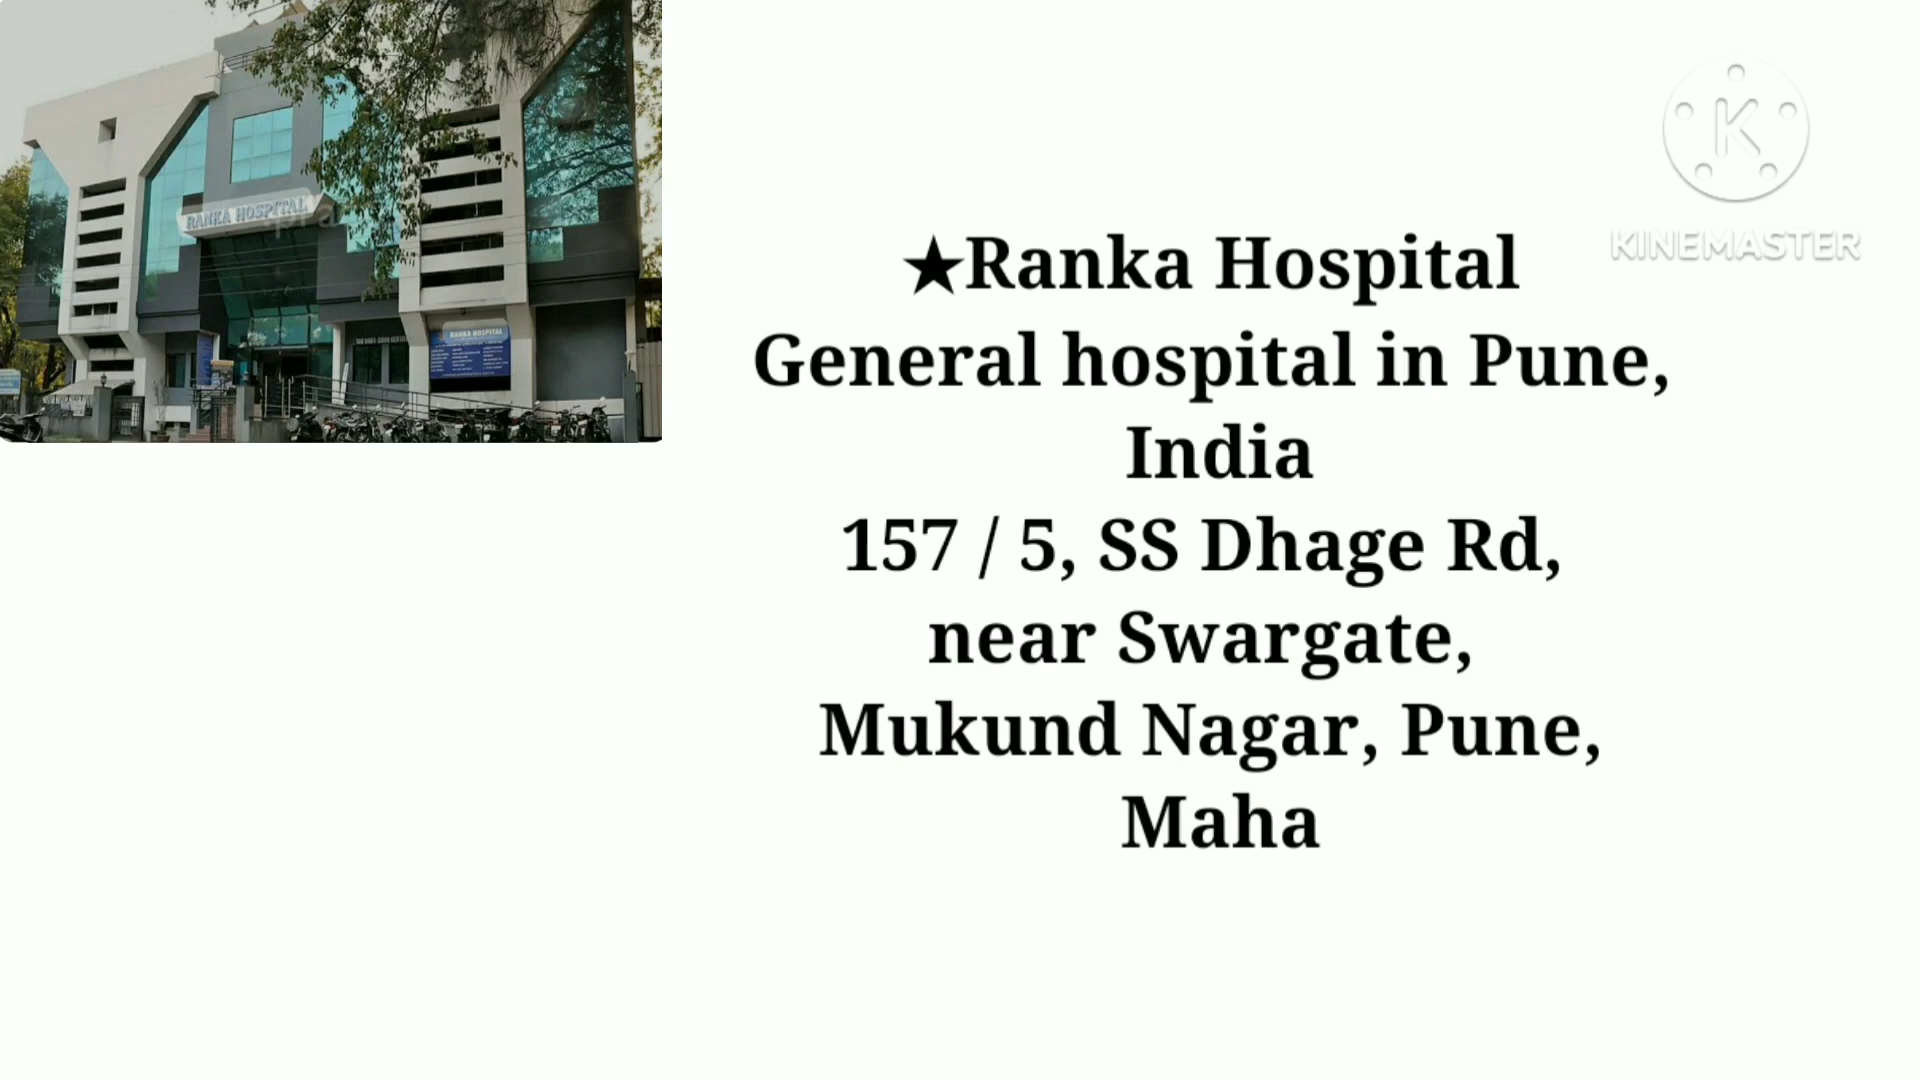 RANKA HOSPITAL
RANKA HOSPITAL
★Ranka Hospital
General hospital in Pune,
India
157 / 5, SS Dhage Rd,
near Swargate,
Mukund Nagar, Pune,
Maha
KINEMASTER